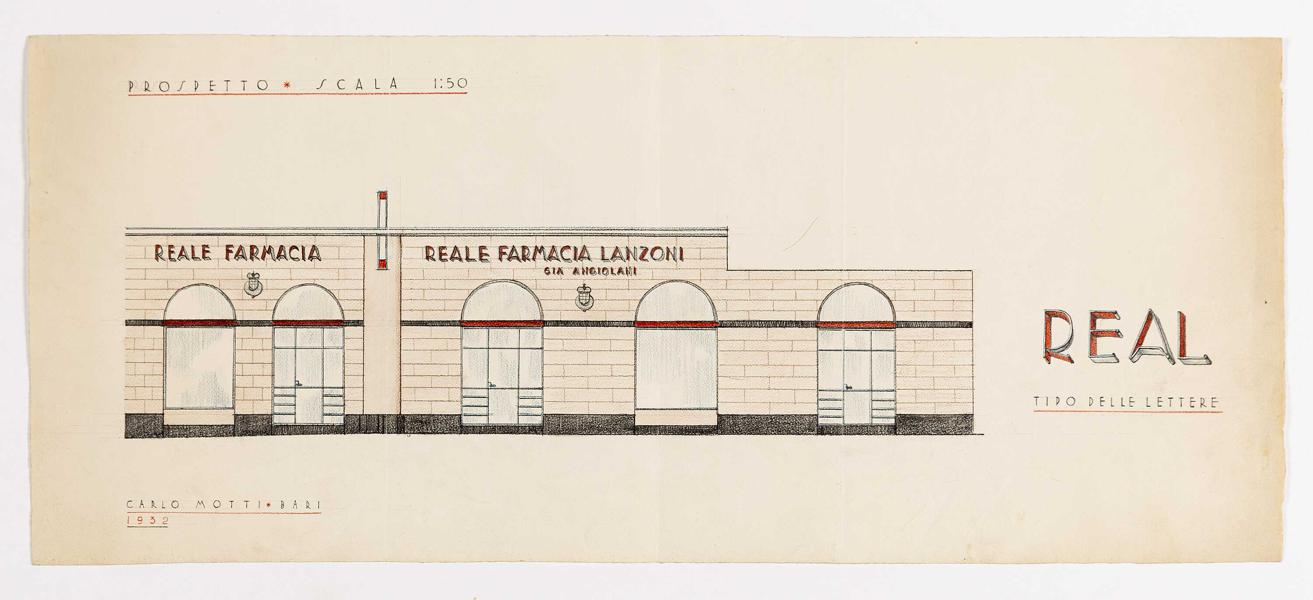 PROSPETTO * SCALA 1:50
REALE FARMACIA
REALE FARMACIA LANZONI
GIA ANGIOLANI
REAL
TIPO DELLE LETTERE
CARLO MOTTI * BARI
1932